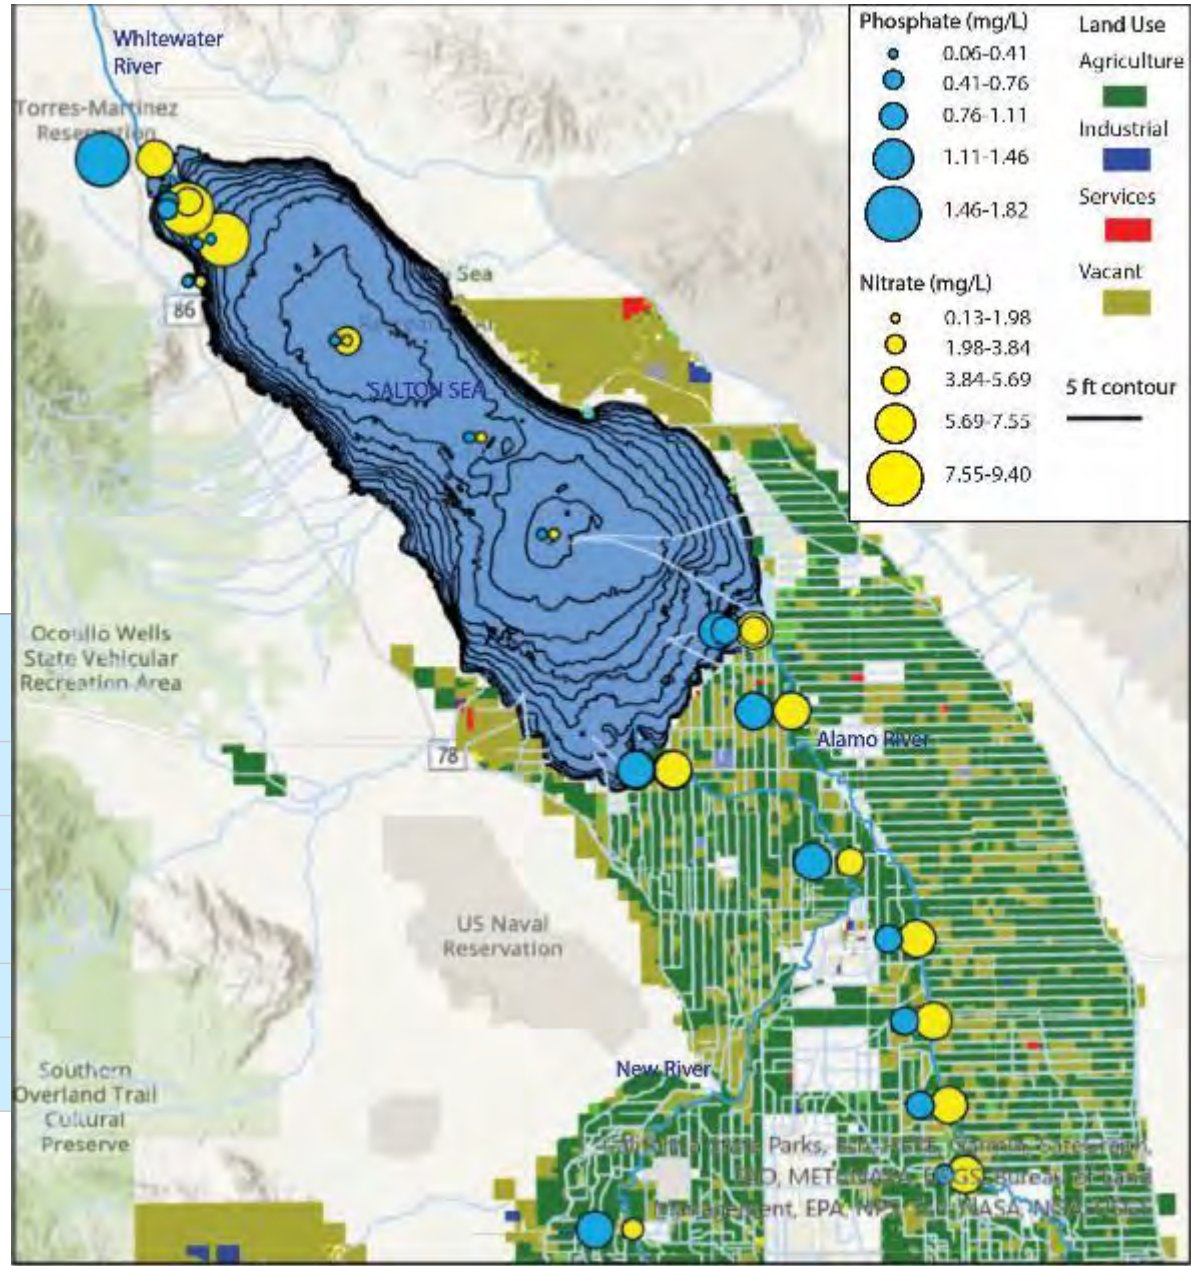 Whitewater
River
Torres-Martinez
Reservation
Sea
86
SALTON SEA
Ocotillo Wells
State Vehicular
Recreation Area
78
Alamo River
US Naval
Reservation
New River
Southern
Overland Trail
Cultural
Preserve
Parks,
Bureau of Land
Management, EPA, NASA,
Phosphate (mg/L)
0.06-0.41
0.41-0.76
0.76-1.11
1.11-1.46
1.46-1.82
Nitrate (mg/L)
0.13-1.98
1.98-3.84
3.84-5.69
5.69-7.55
7.55-9.40
Land Use
Agriculture
Industrial
Services
Vacant
5 ft contour